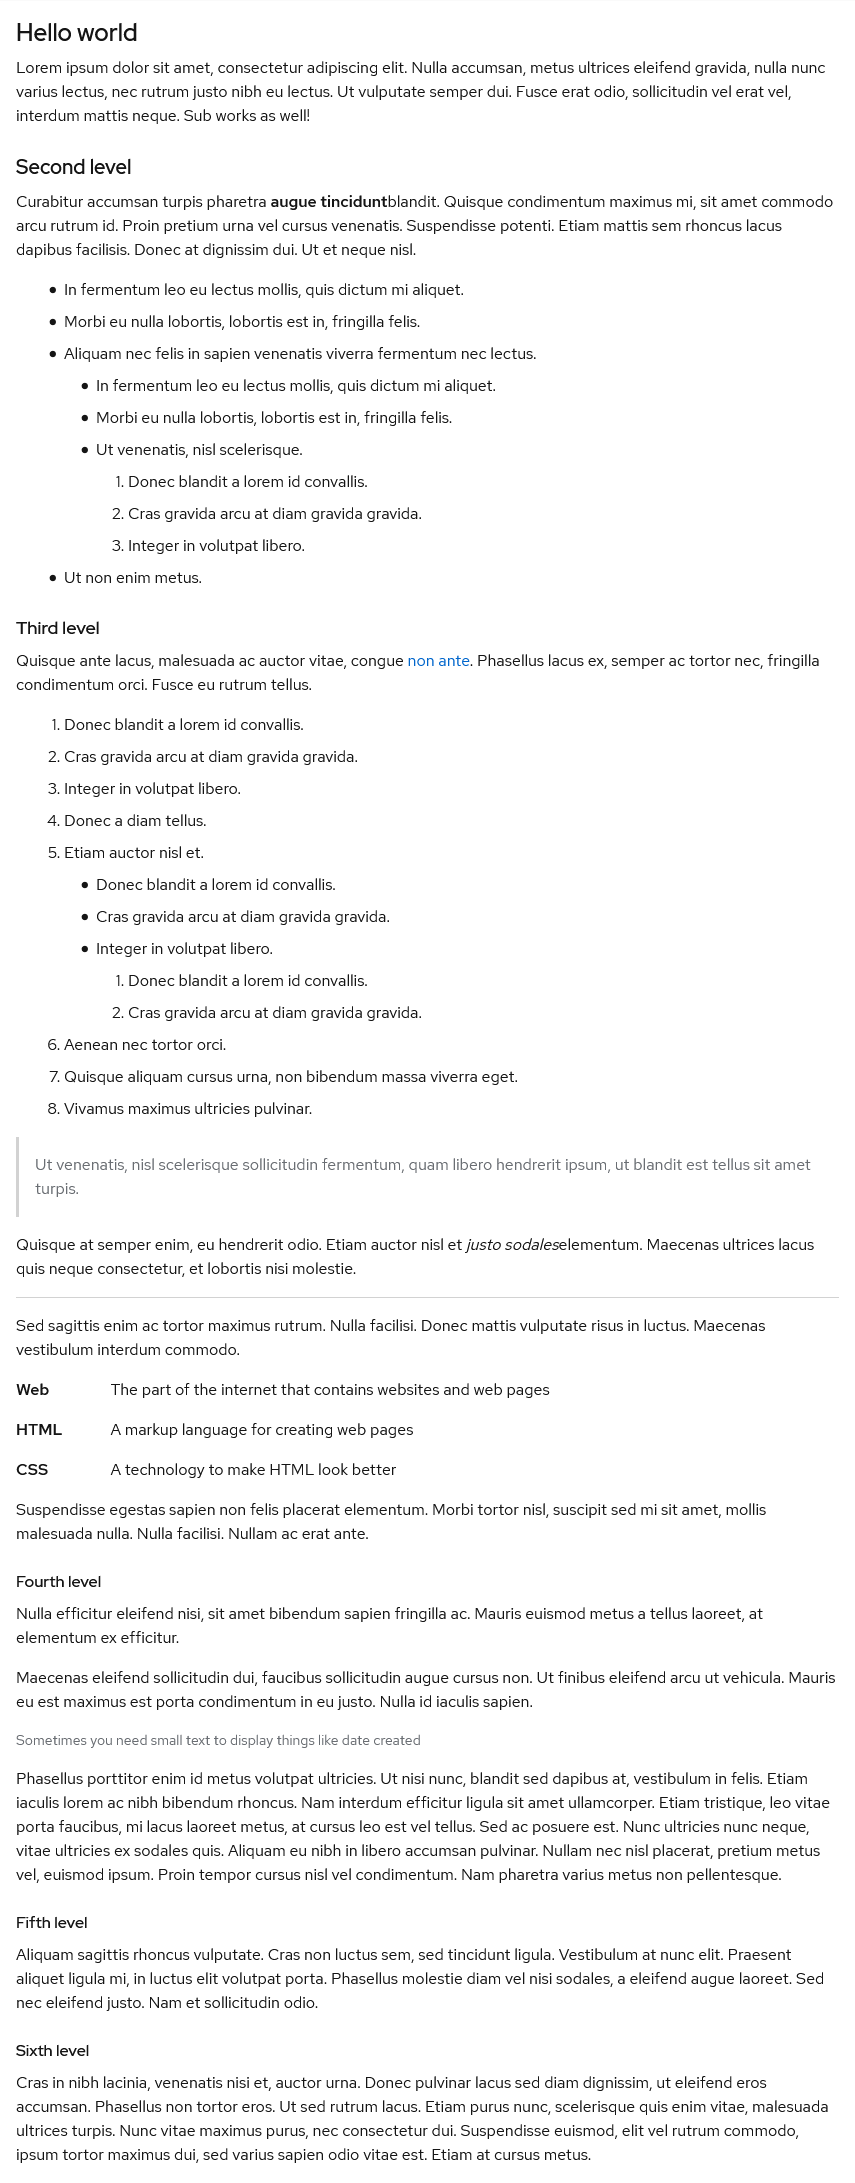 Hello world
Lorem ipsum dolor sit amet, consectetur adipiscing elit. Nulla accumsan, metus ultrices eleifend gravida, nulla nunc
varius lectus, nec rutrum justo nibh eu lectus. Ut vulputate semper dui. Fusce erat odio, sollicitudin vel erat vel,
interdum mattis neque. Sub works as well!
Second level
Curabitur accumsan turpis pharetra augue tinciduntblandit. Quisque condimentum maximus mi, sit amet commodo
arcu rutrum id. Proin pretium urna vel cursus venenatis. Suspendisse potenti. Etiam mattis sem rhoncus lacus
dapibus facilisis. Donec at dignissim dui. Ut et neque nisl.
• In fermentum leo eu lectus mollis, quis dictum mi aliquet.
• Morbi eu nulla lobortis, lobortis est in, fringilla felis.
• Aliquam nec felis in sapien venenatis viverra fermentum nec lectus.
• In fermentum leo eu lectus mollis, quis dictum mi aliquet.
• Morbi eu nulla lobortis, lobortis est in, fringilla felis.
• Ut venenatis, nisl scelerisque.
1. Donec blandit a lorem id convallis.
2. Cras gravida arcu at diam gravida gravida.
3. Integer in volutpat libero.
• Ut non enim metus.
Third level
Quisque ante lacus, malesuada ac auctor vitae, congue non ante. Phasellus lacus ex, semper ac tortor nec, fringilla
condimentum orci. Fusce eu rutrum tellus.
1. Donec blandit a lorem id convallis.
2. Cras gravida arcu at diam gravida gravida.
3. Integer in volutpat libero.
4. Donec a diam tellus.
5. Etiam auctor nisl et.
• Donec blandit a lorem id convallis.
• Cras gravida arcu at diam gravida gravida.
• Integer in volutpat libero.
1. Donec blandit a lorem id convallis.
2. Cras gravida arcu at diam gravida gravida.
6. Aenean nec tortor orci.
7. Quisque aliquam cursus urna, non bibendum massa viverra eget.
8. Vivamus maximus ultricies pulvinar.
Ut venenatis, nisl scelerisque sollicitudin fermentum, quam libero hendrerit ipsum, ut blandit est tellus sit amet
turpis.
Quisque at semper enim, eu hendrerit odio. Etiam auctor nisl et justo sodaleselementum. Maecenas ultrices lacus
quis neque consectetur, et lobortis nisi molestie.
Sed sagittis enim ac tortor maximus rutrum. Nulla facilisi. Donec mattis vulputate risus in luctus. Maecenas
vestibulum interdum commodo.
Web The part of the internet that contains websites and web pages
HTML A markup language for creating web pages
CSS A technology to make HTML look better
Suspendisse egestas sapien non felis placerat elementum. Morbi tortor nisl, suscipit sed mi sit amet, mollis
malesuada nulla. Nulla facilisi. Nullam ac erat ante.
Fourth level
Nulla efficitur eleifend nisi, sit amet bibendum sapien fringilla ac. Mauris euismod metus a tellus laoreet, at
elementum ex efficitur.
Maecenas eleifend sollicitudin dui, faucibus sollicitudin augue cursus non. Ut finibus eleifend arcu ut vehicula. Mauris
eu est maximus est porta condimentum in eu justo. Nulla id iaculis sapien.
Sometimes you need small text to display things like date created
Phasellus porttitor enim id metus volutpat ultricies. Ut nisi nunc, blandit sed dapibus at, vestibulum in felis. Etiam
iaculis lorem ac nibh bibendum rhoncus. Nam interdum efficitur ligula sit amet ullamcorper. Etiam tristique, leo vitae
porta faucibus, mi lacus laoreet metus, at cursus leo est vel tellus. Sed ac posuere est. Nunc ultricies nunc neque,
vitae ultricies ex sodales quis. Aliquam eu nibh in libero accumsan pulvinar. Nullam nec nisl placerat, pretium metus
vel, euismod ipsum. Proin tempor cursus nisl vel condimentum. Nam pharetra varius metus non pellentesque.
Fifth level
Aliquam sagittis rhoncus vulputate. Cras non luctus sem, sed tincidunt ligula. Vestibulum at nunc elit. Praesent
aliquet ligula mi, in luctus elit volutpat porta. Phasellus molestie diam vel nisi sodales, a eleifend augue laoreet. Sed
nec eleifend justo. Nam et sollicitudin odio.
Sixth level
Cras in nibh lacinia, venenatis nisi et, auctor urna. Donec pulvinar lacus sed diam dignissim, ut eleifend eros
accumsan. Phasellus non tortor eros. Ut sed rutrum lacus. Etiam purus nunc, scelerisque quis enim vitae, malesuada
ultrices turpis. Nunc vitae maximus purus, nec consectetur dui. Suspendisse euismod, elit vel rutrum commodo,
ipsum tortor maximus dui, sed varius sapien odio vitae est. Etiam at cursus metus.